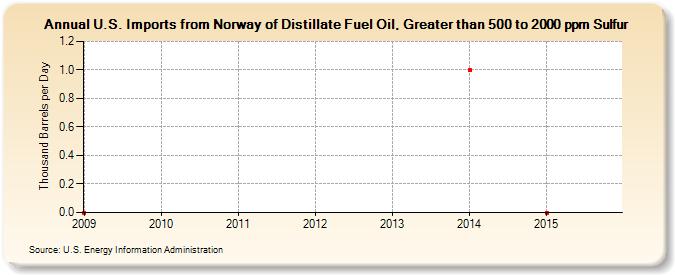 Annual U.S. Imports from Norway of Distillate Fuel Oil, Greater than 500 to 2000 ppm Sulfur
Thousand Barrels per Day
1.2
1.0
0.8
0.6
0.4
0.2
0.0
2009 2010 2011 2012 2013 2014 2015
Source: U.S. Energy Information Administration